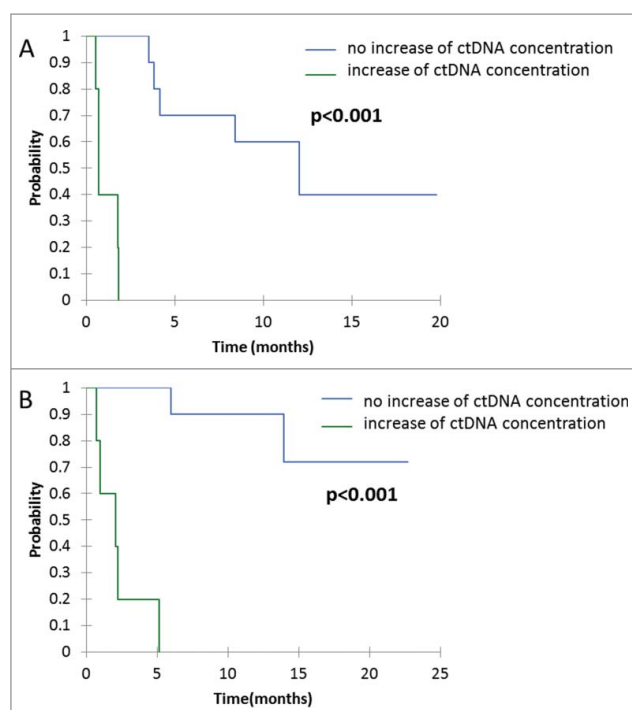 A
no increase of ctDNA concentration
increase of ctDNA concentration
p<0.001
Probability
1
0.9
0.8
0.7
0.6
0.5
0.4
0.3
0.2
0.1
0
0 5 10 15 20
Time (months)
B
no increase of ctDNA concentration
increase of ctDNA concentration
p<0.001
Probability
1
0.9
0.8
0.7
0.6
0.5
0.4
0.3
0.2
0.1
0
0 5 10 15 20 25
Time(months)